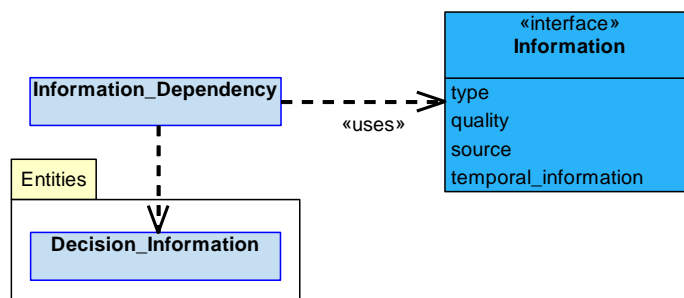 «interface»
Information
Information_Dependency
type
quality
source
temporal_information
«uses»
Entities
Decision_Information